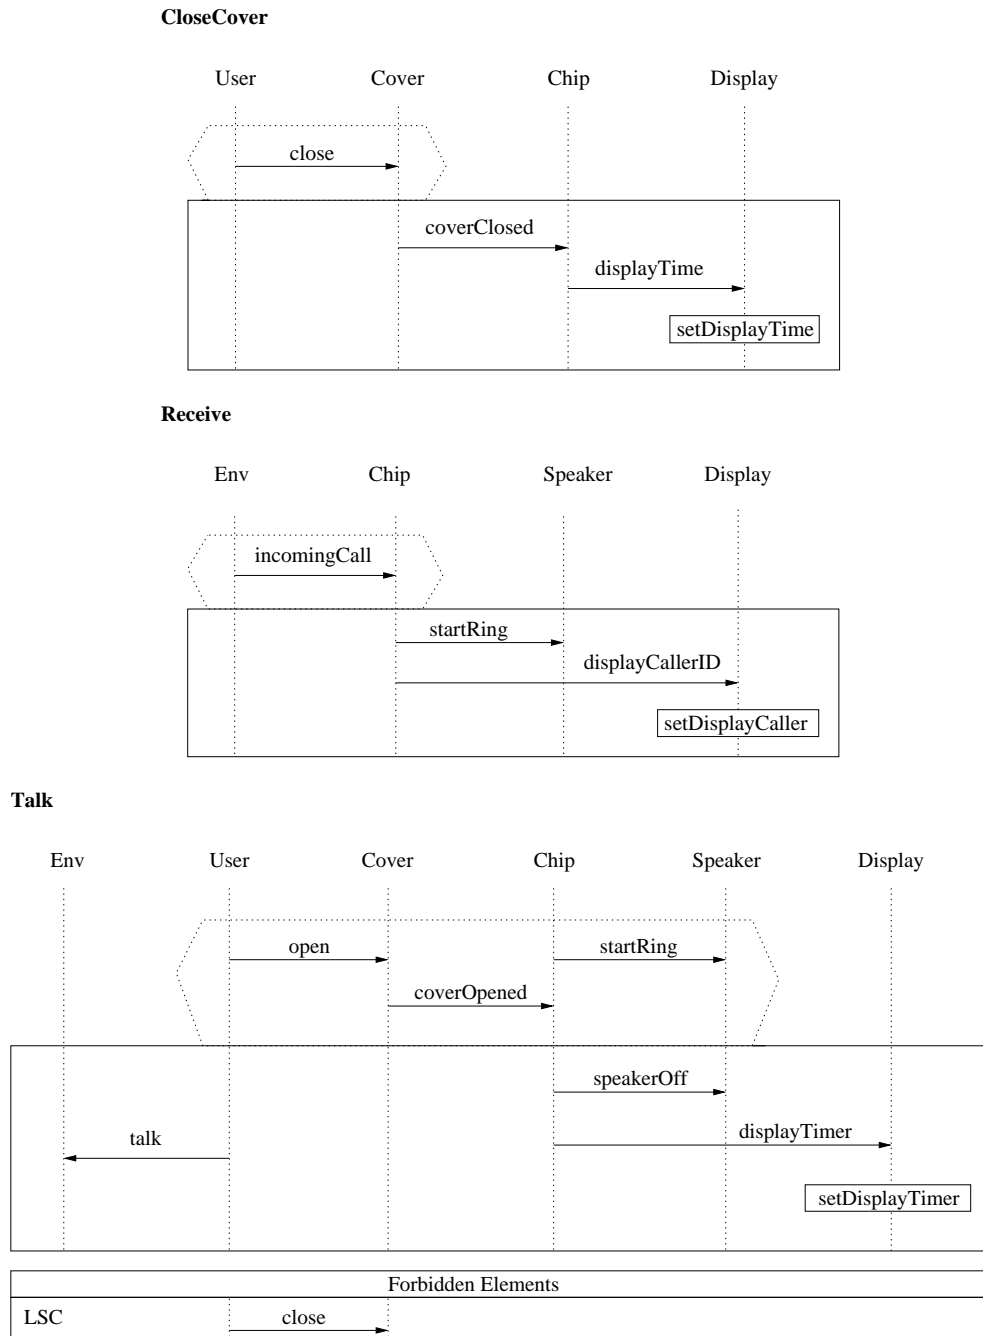 CloseCover
User Cover Chip Display
close
coverClosed
displayTime
setDisplayTime
Receive
Env Chip Speaker Display
incomingCall
startRing
displayCallerID
setDisplayCaller
Talk
Env User Cover Chip Speaker Display
open startRing
coverOpened
speakerOff
displayTimer
talk
setDisplayTimer
Forbidden Elements
LSC close